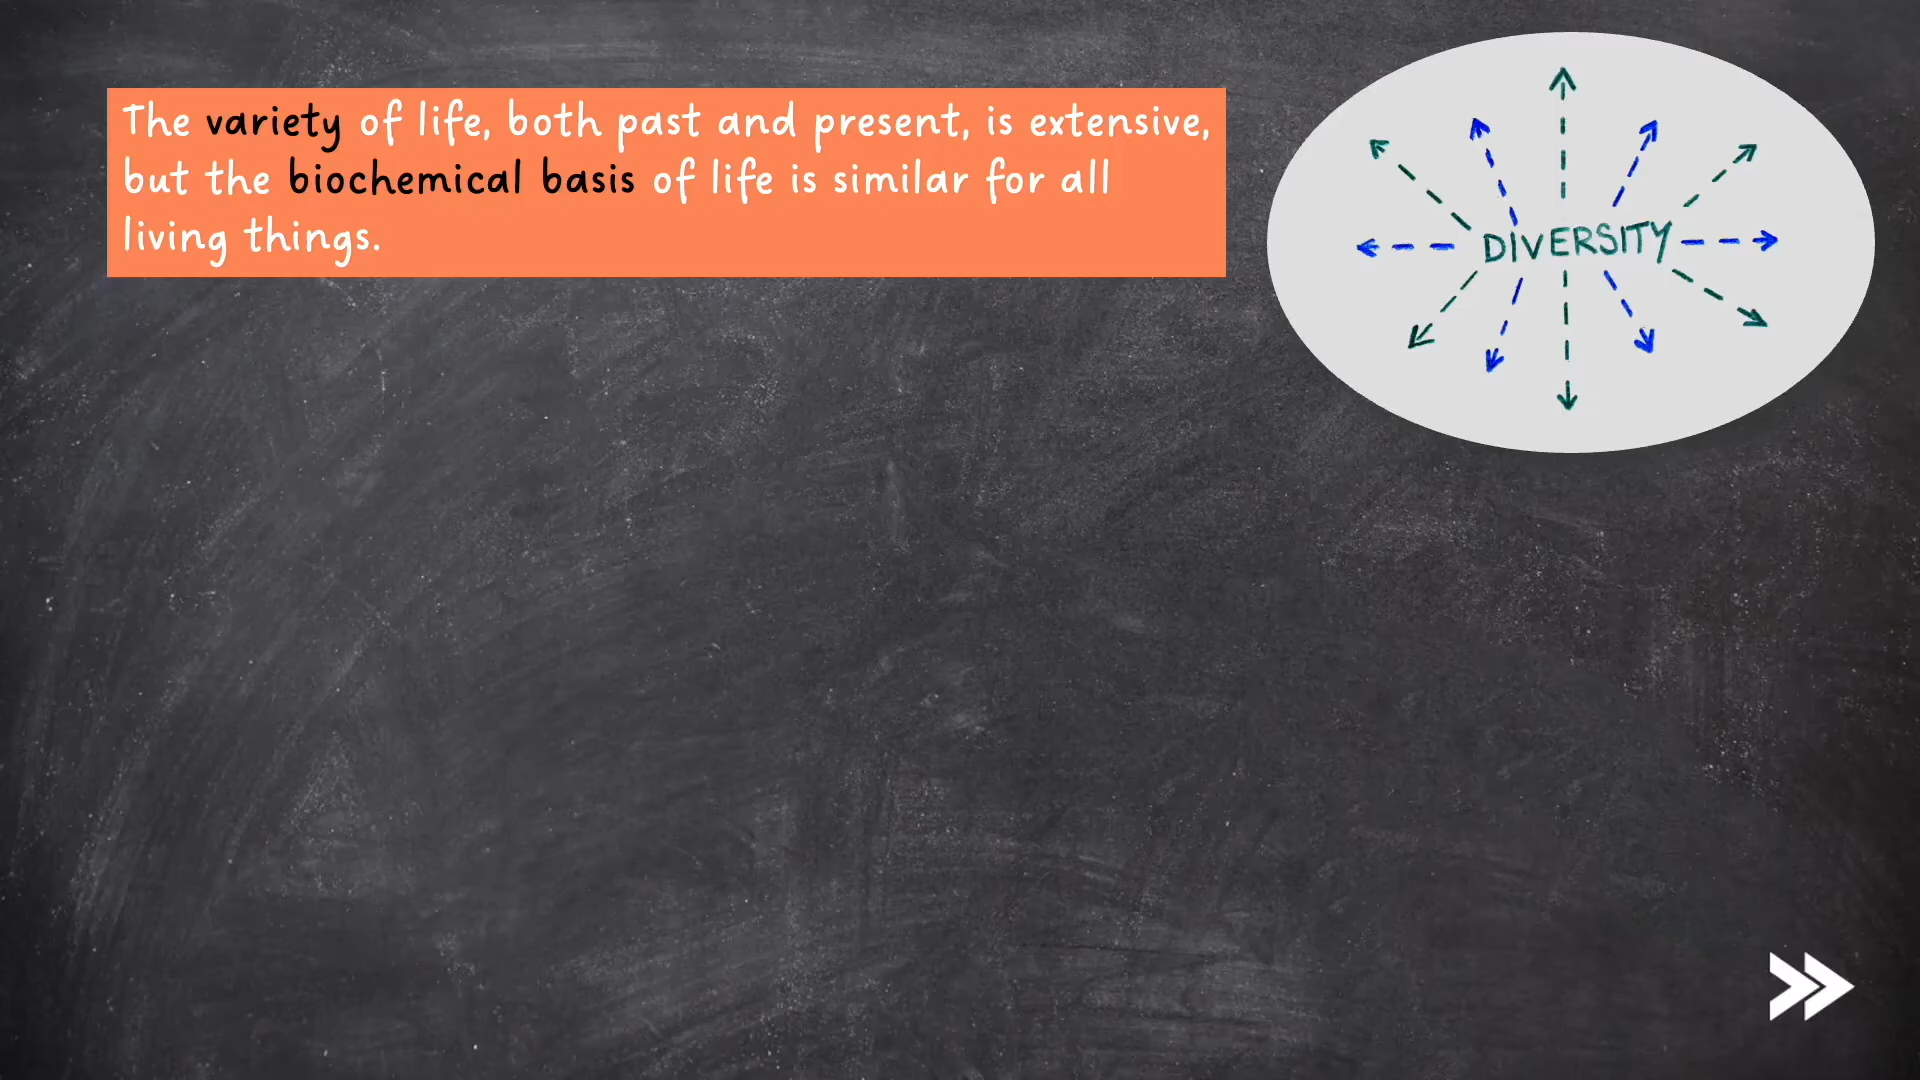 The variety of life, both past and present, is extensive,
but the biochemical basis of life is similar for all
living things.
DIVERSITY